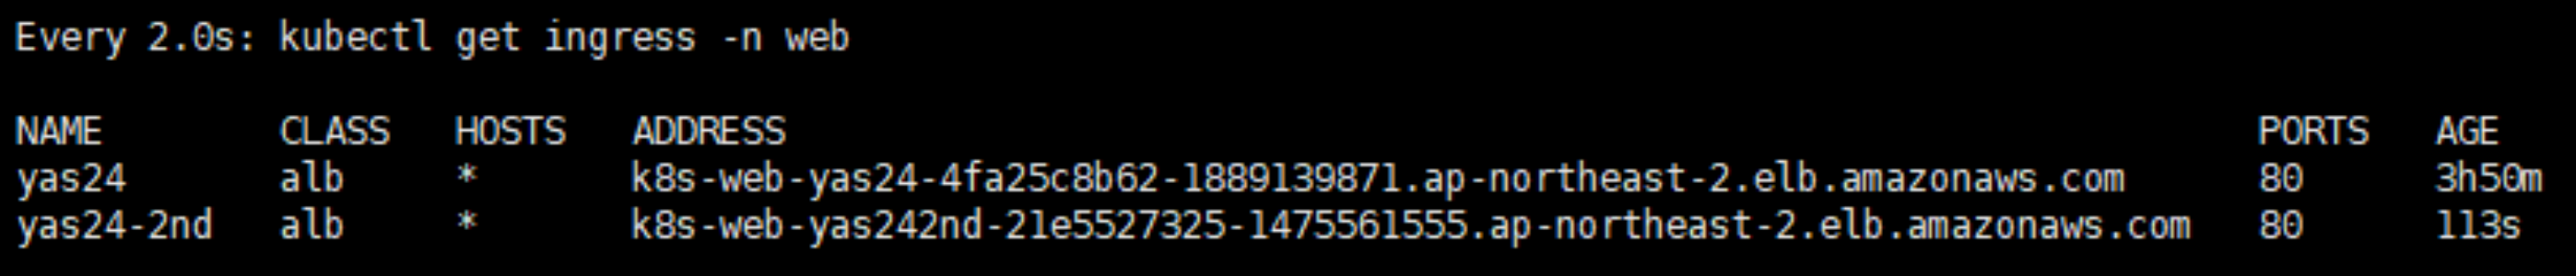 Every 2.0s: kubectl get ingress -n web
NAME CLASS HOSTS ADDRESS PORTS AGE
yas24 alb * k8s-web-yas24-4fa25c8b62-1889139871.ap-northeast-2.elb.amazonaws.com 80 3h50m
yas24-2nd alb * k8s-web-yas242nd-21e5527325-1475561555.ap-northeast-2.elb.amazonaws.com 80 113s